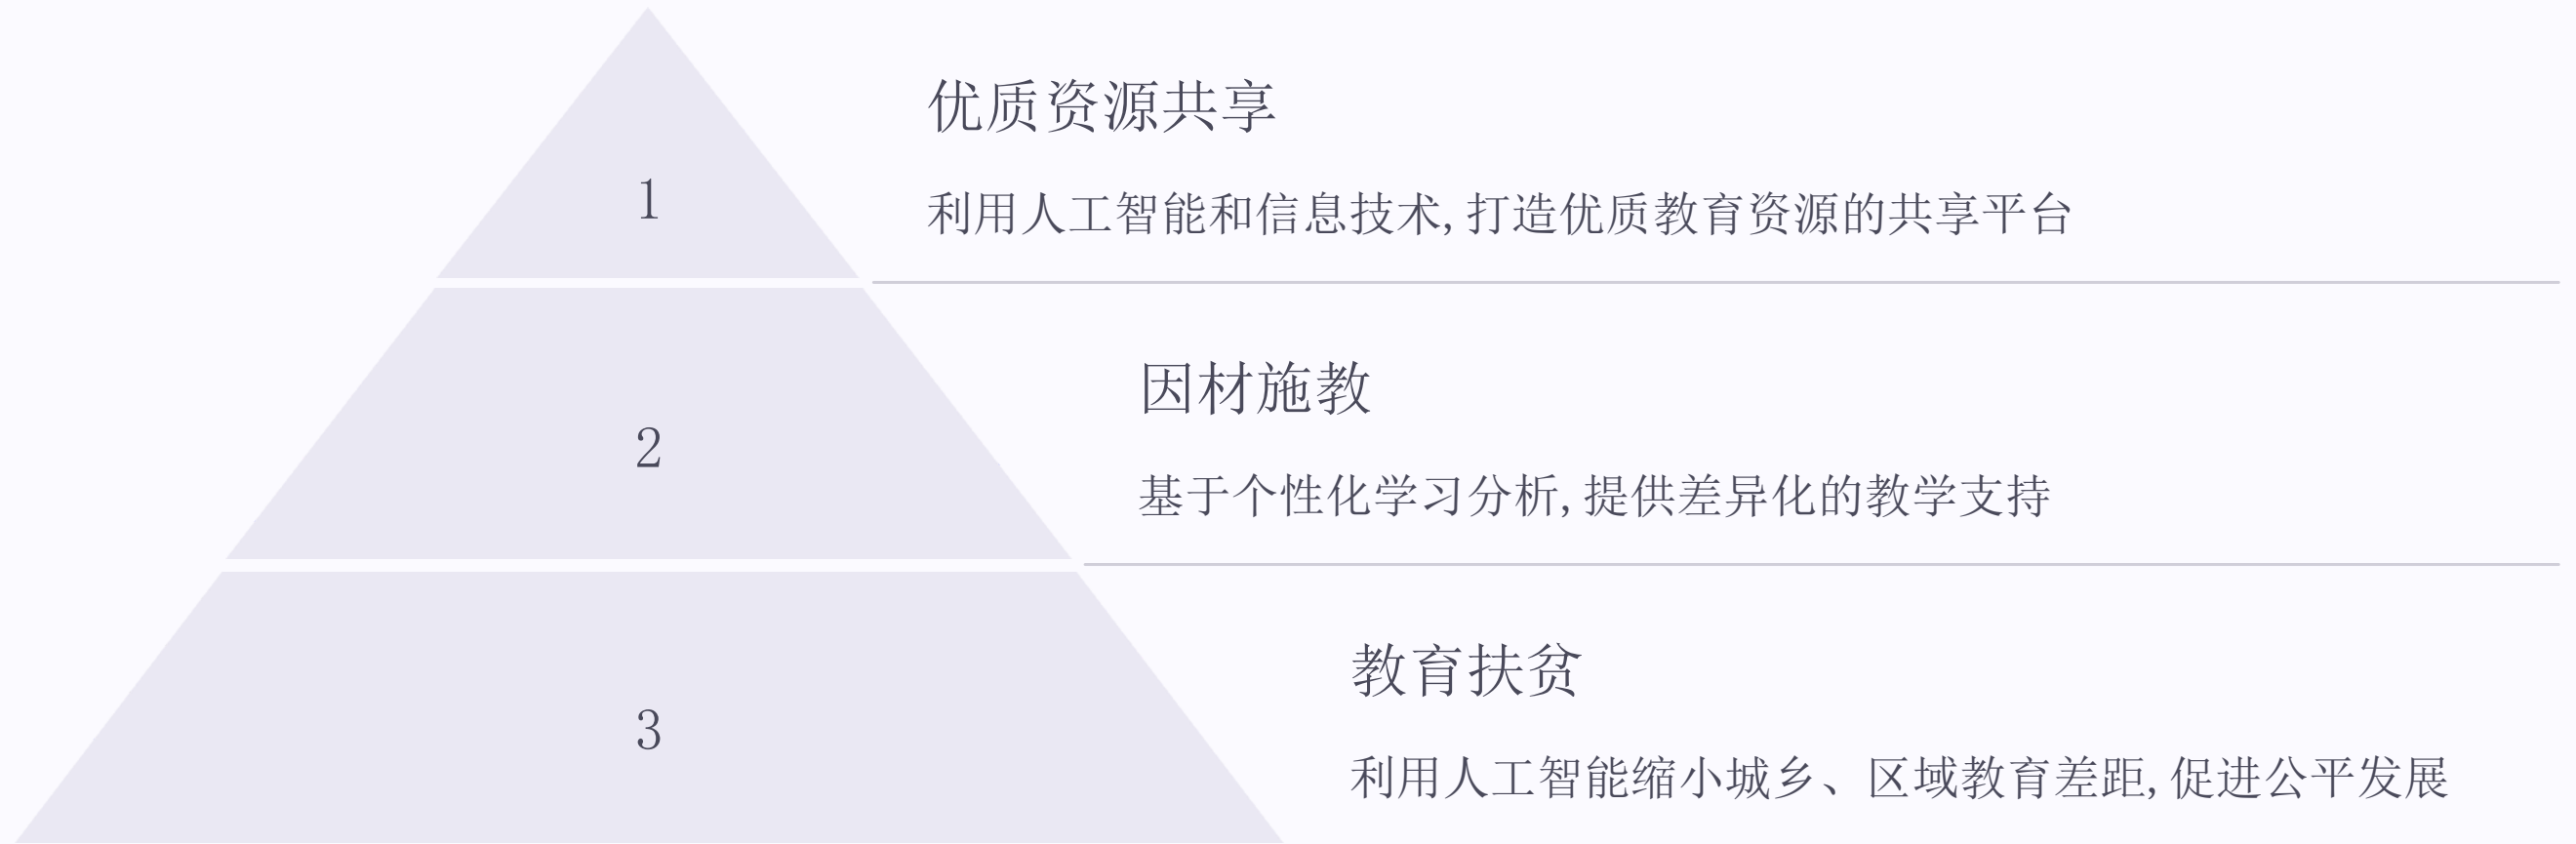 1
优质资源共享
利用人工智能和信息技术,打造优质教育资源的共享平台
2
因材施教
基于个性化学习分析,提供差异化的教学支持
3
教育扶贫
利用人工智能缩小城乡、区域教育差距,促进公平发展